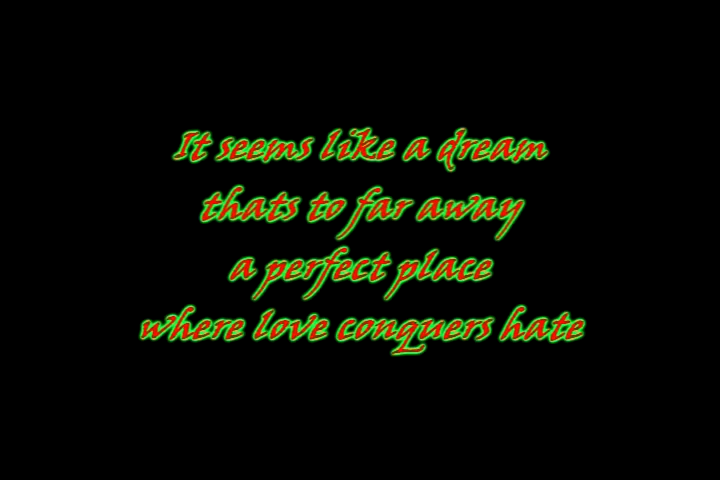 It seems like a dream
thats to far away
a perfect place
where love conquers hate